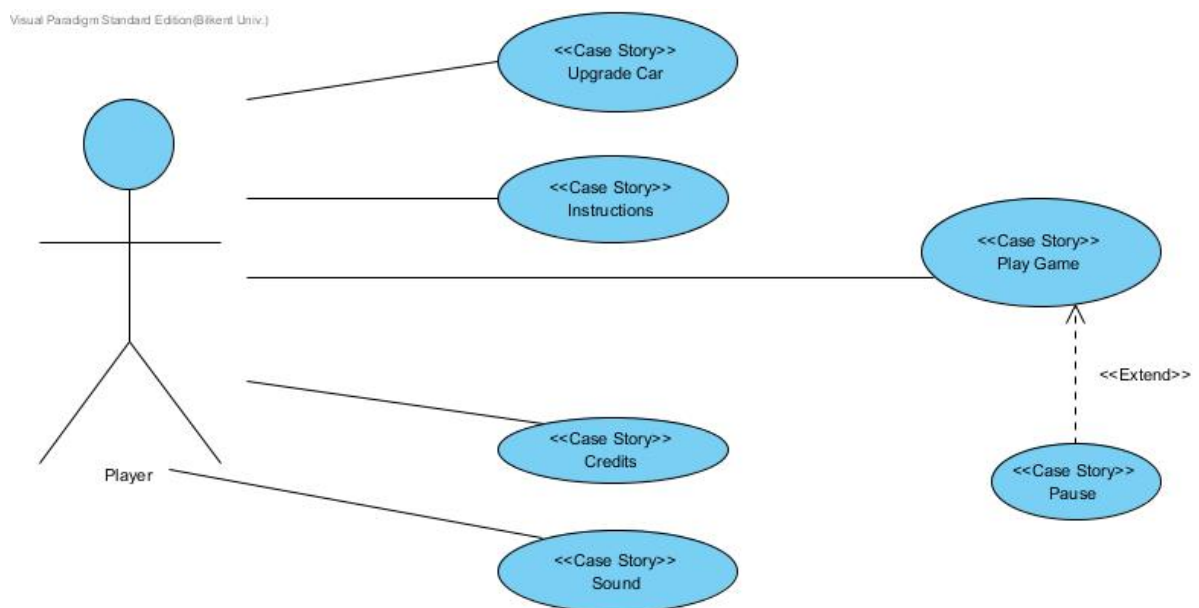 Visual Paradigm Standard Edition(Bilkent Univ.)
<<Case Story>>
Upgrade Car
<<Case Story>>
Instructions
<<Case Story>>
Play Game
<<Extend>>
<<Case Story>>
Credits
Player
<<Case Story>>
Pause
<<Case Story>>
Sound